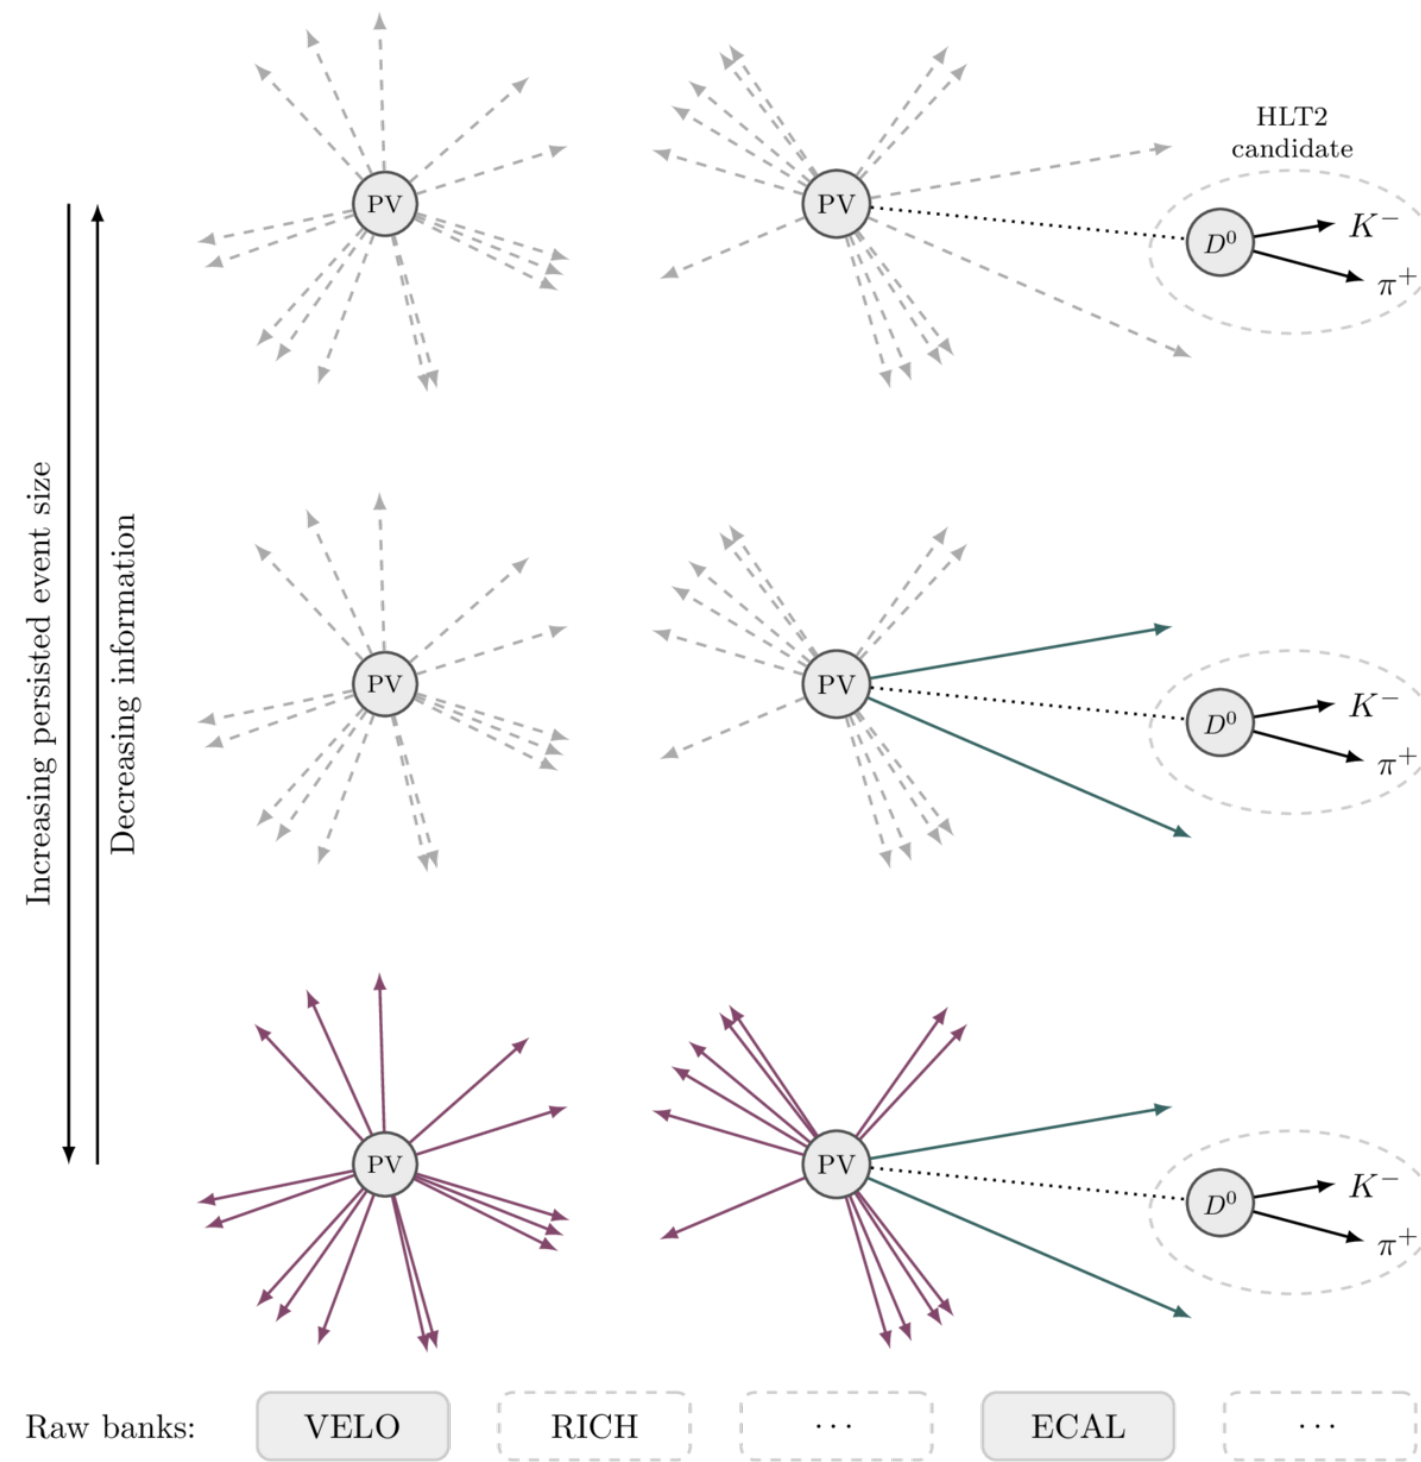 HLT2
candidate
PV
PV
D⁰
K⁻
π⁺
Increasing persisted event size
Decreasing information
PV
PV
D⁰
K⁻
π⁺
PV
PV
D⁰
K⁻
π⁺
Raw banks: VELO RICH ... ECAL ...